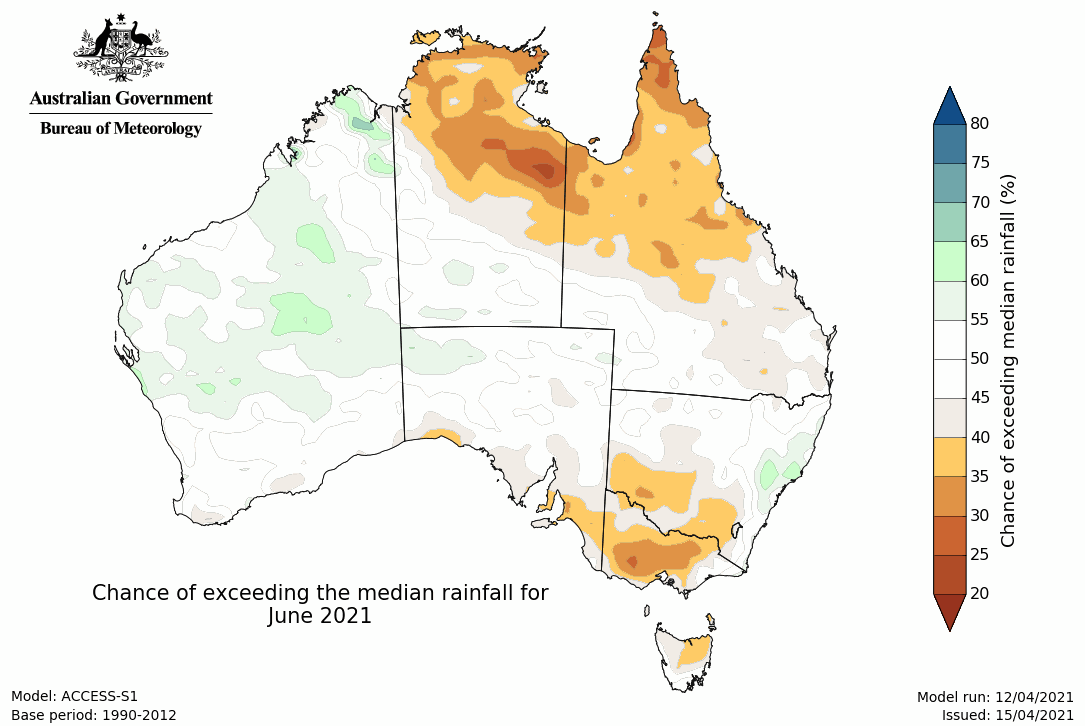 Australian Government
Bureau of Meteorology
80
75
70
65
60
55
50
45
40
35
30
25
20
Chance of exceeding median rainfall (%)
Chance of exceeding the median rainfall for
June 2021
Model: ACCESS-S1
Base period: 1990-2012
Model run: 12/04/2021
Issued: 15/04/2021